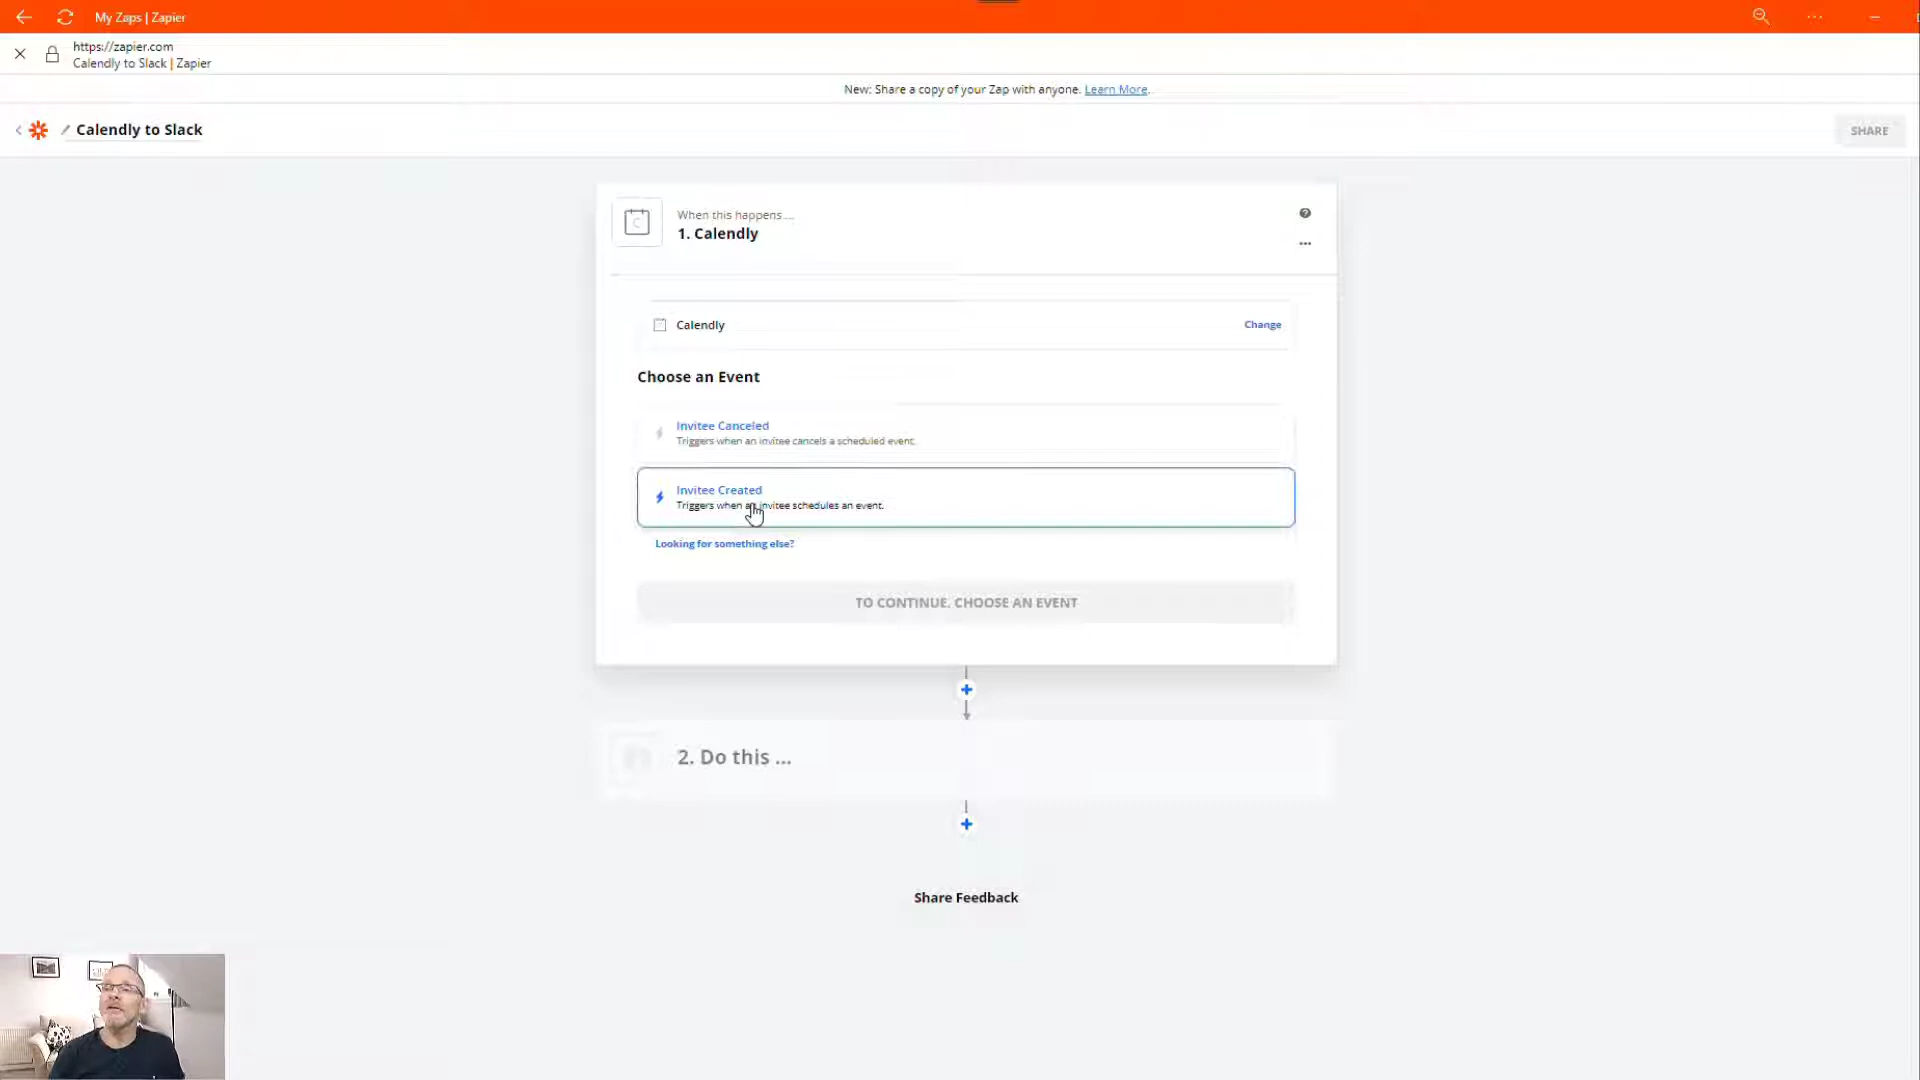 My Zaps | Zapier
https://zapier.com
Calendly to Slack | Zapier
New: Share a copy of your Zap with anyone. Learn More.
Calendly to Slack
SHARE
When this happens ...
1. Calendly
Calendly
Change
Choose an Event
Invitee Canceled
Triggers when an invitee cancels a scheduled event.
Invitee Created
Triggers when an invitee schedules an event.
Looking for something else?
TO CONTINUE, CHOOSE AN EVENT
2. Do this ...
Share Feedback